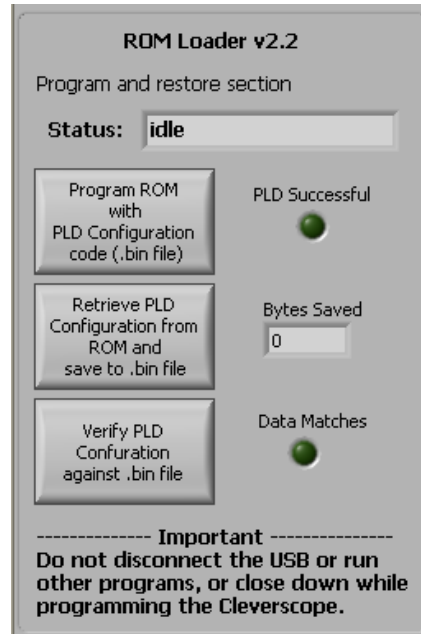 ROM Loader v2.2
Program and restore section
Status: idle
Program ROM
with
PLD Configuration
code (.bin file)
PLD Successful
Retrieve PLD
Configuration from
ROM and
save to .bin file
Bytes Saved
0
Verify PLD
Confuration
against .bin file
Data Matches
-------------- Important ---------------
Do not disconnect the USB or run
other programs, or close down while
programming the Cleverscope.